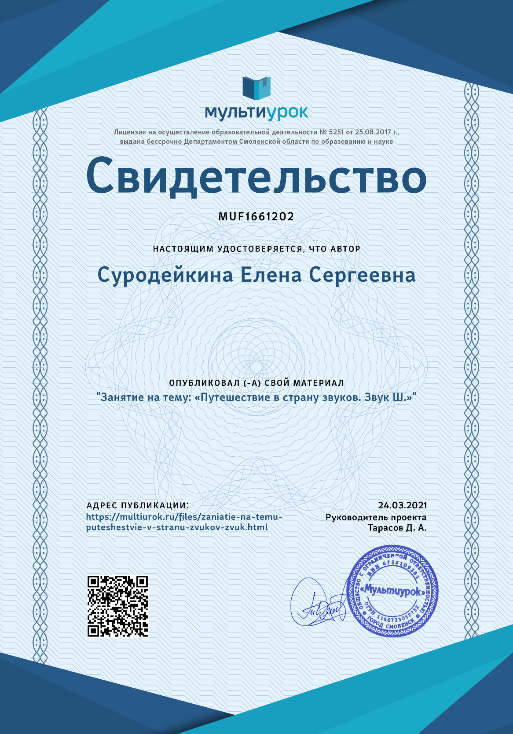 мультиурок
Лицензия на осуществление образовательной деятельности № 5251 от 25.08.2017 г.,
выдана бессрочно Департаментом Смоленской области по образованию и науке
Свидетельство
MUF1661202
НАСТОЯЩИМ УДОСТОВЕРЯЕТСЯ, ЧТО АВТОР
Суродейкина Елена Сергеевна
ОПУБЛИКОВАЛ (-А) СВОЙ МАТЕРИАЛ
"Занятие на тему: «Путешествие в страну звуков. Звук Ш.»"
АДРЕС ПУБЛИКАЦИИ:
https://multiurok.ru/files/zaniatie-na-temu-
puteshestvie-v-stranu-zvukov-zvuk.html
24.03.2021
Руководитель проекта
Тарасов Д. А.
«Мультиурок»